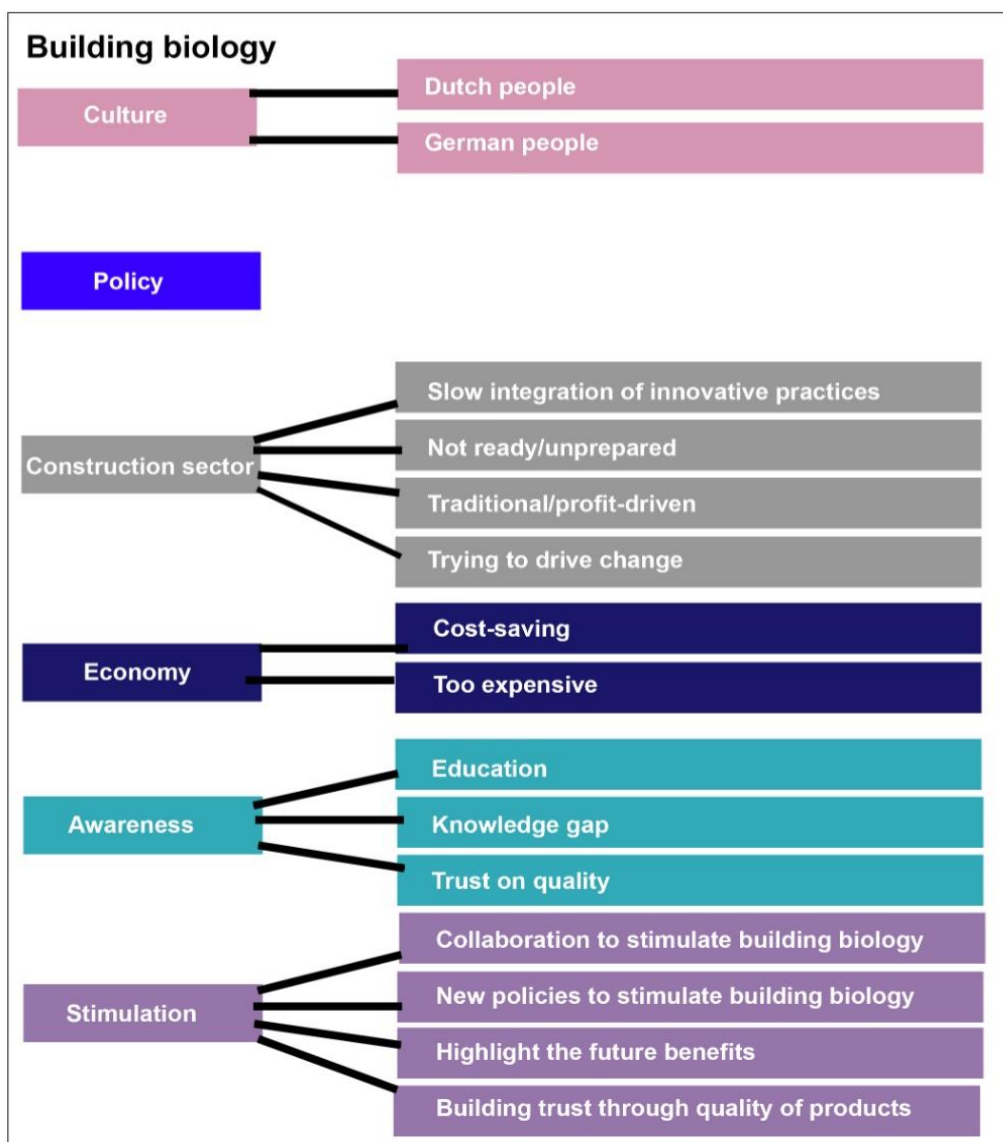 Building biology
Culture
Dutch people
German people
Policy
Construction sector
Slow integration of innovative practices
Not ready/unprepared
Traditional/profit-driven
Trying to drive change
Economy
Cost-saving
Too expensive
Awareness
Education
Knowledge gap
Trust on quality
Stimulation
Collaboration to stimulate building biology
New policies to stimulate building biology
Highlight the future benefits
Building trust through quality of products